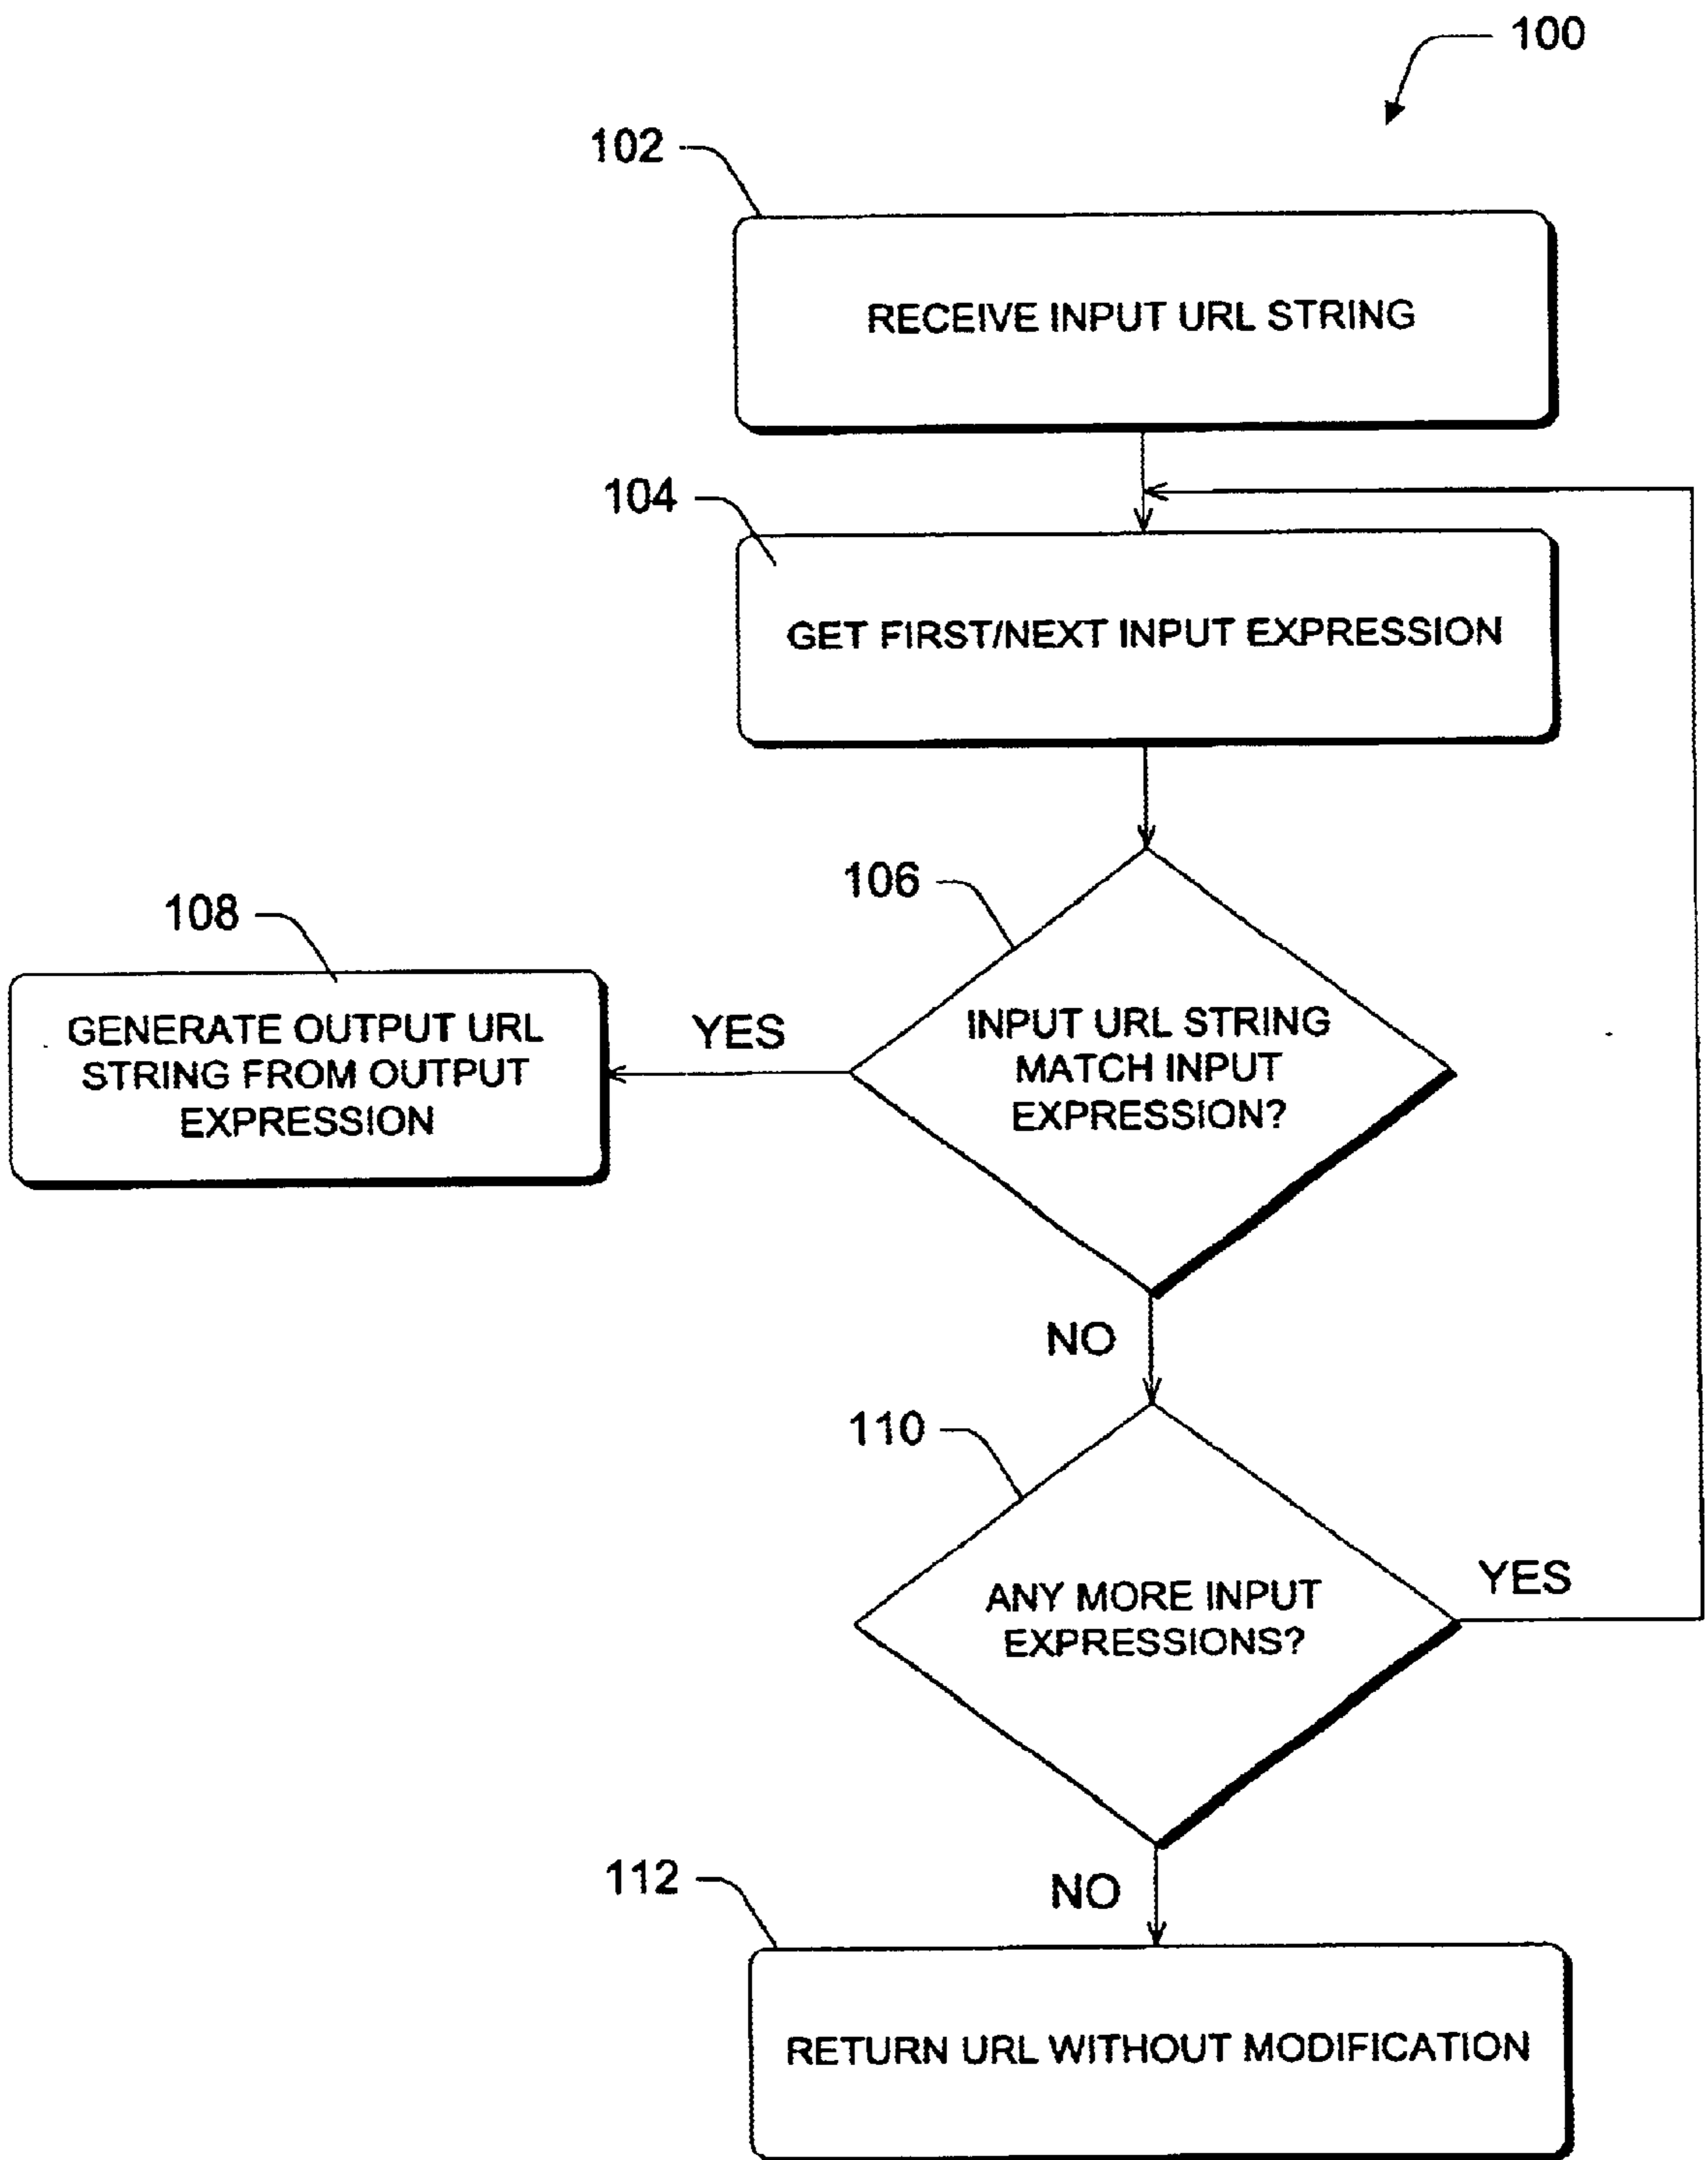 100
102
RECEIVE INPUT URL STRING
104
GET FIRST/NEXT INPUT EXPRESSION
106
INPUT URL STRING
MATCH INPUT
EXPRESSION?
YES
108
GENERATE OUTPUT URL
STRING FROM OUTPUT
EXPRESSION
NO
110
ANY MORE INPUT
EXPRESSIONS?
YES
NO
112
RETURN URL WITHOUT MODIFICATION